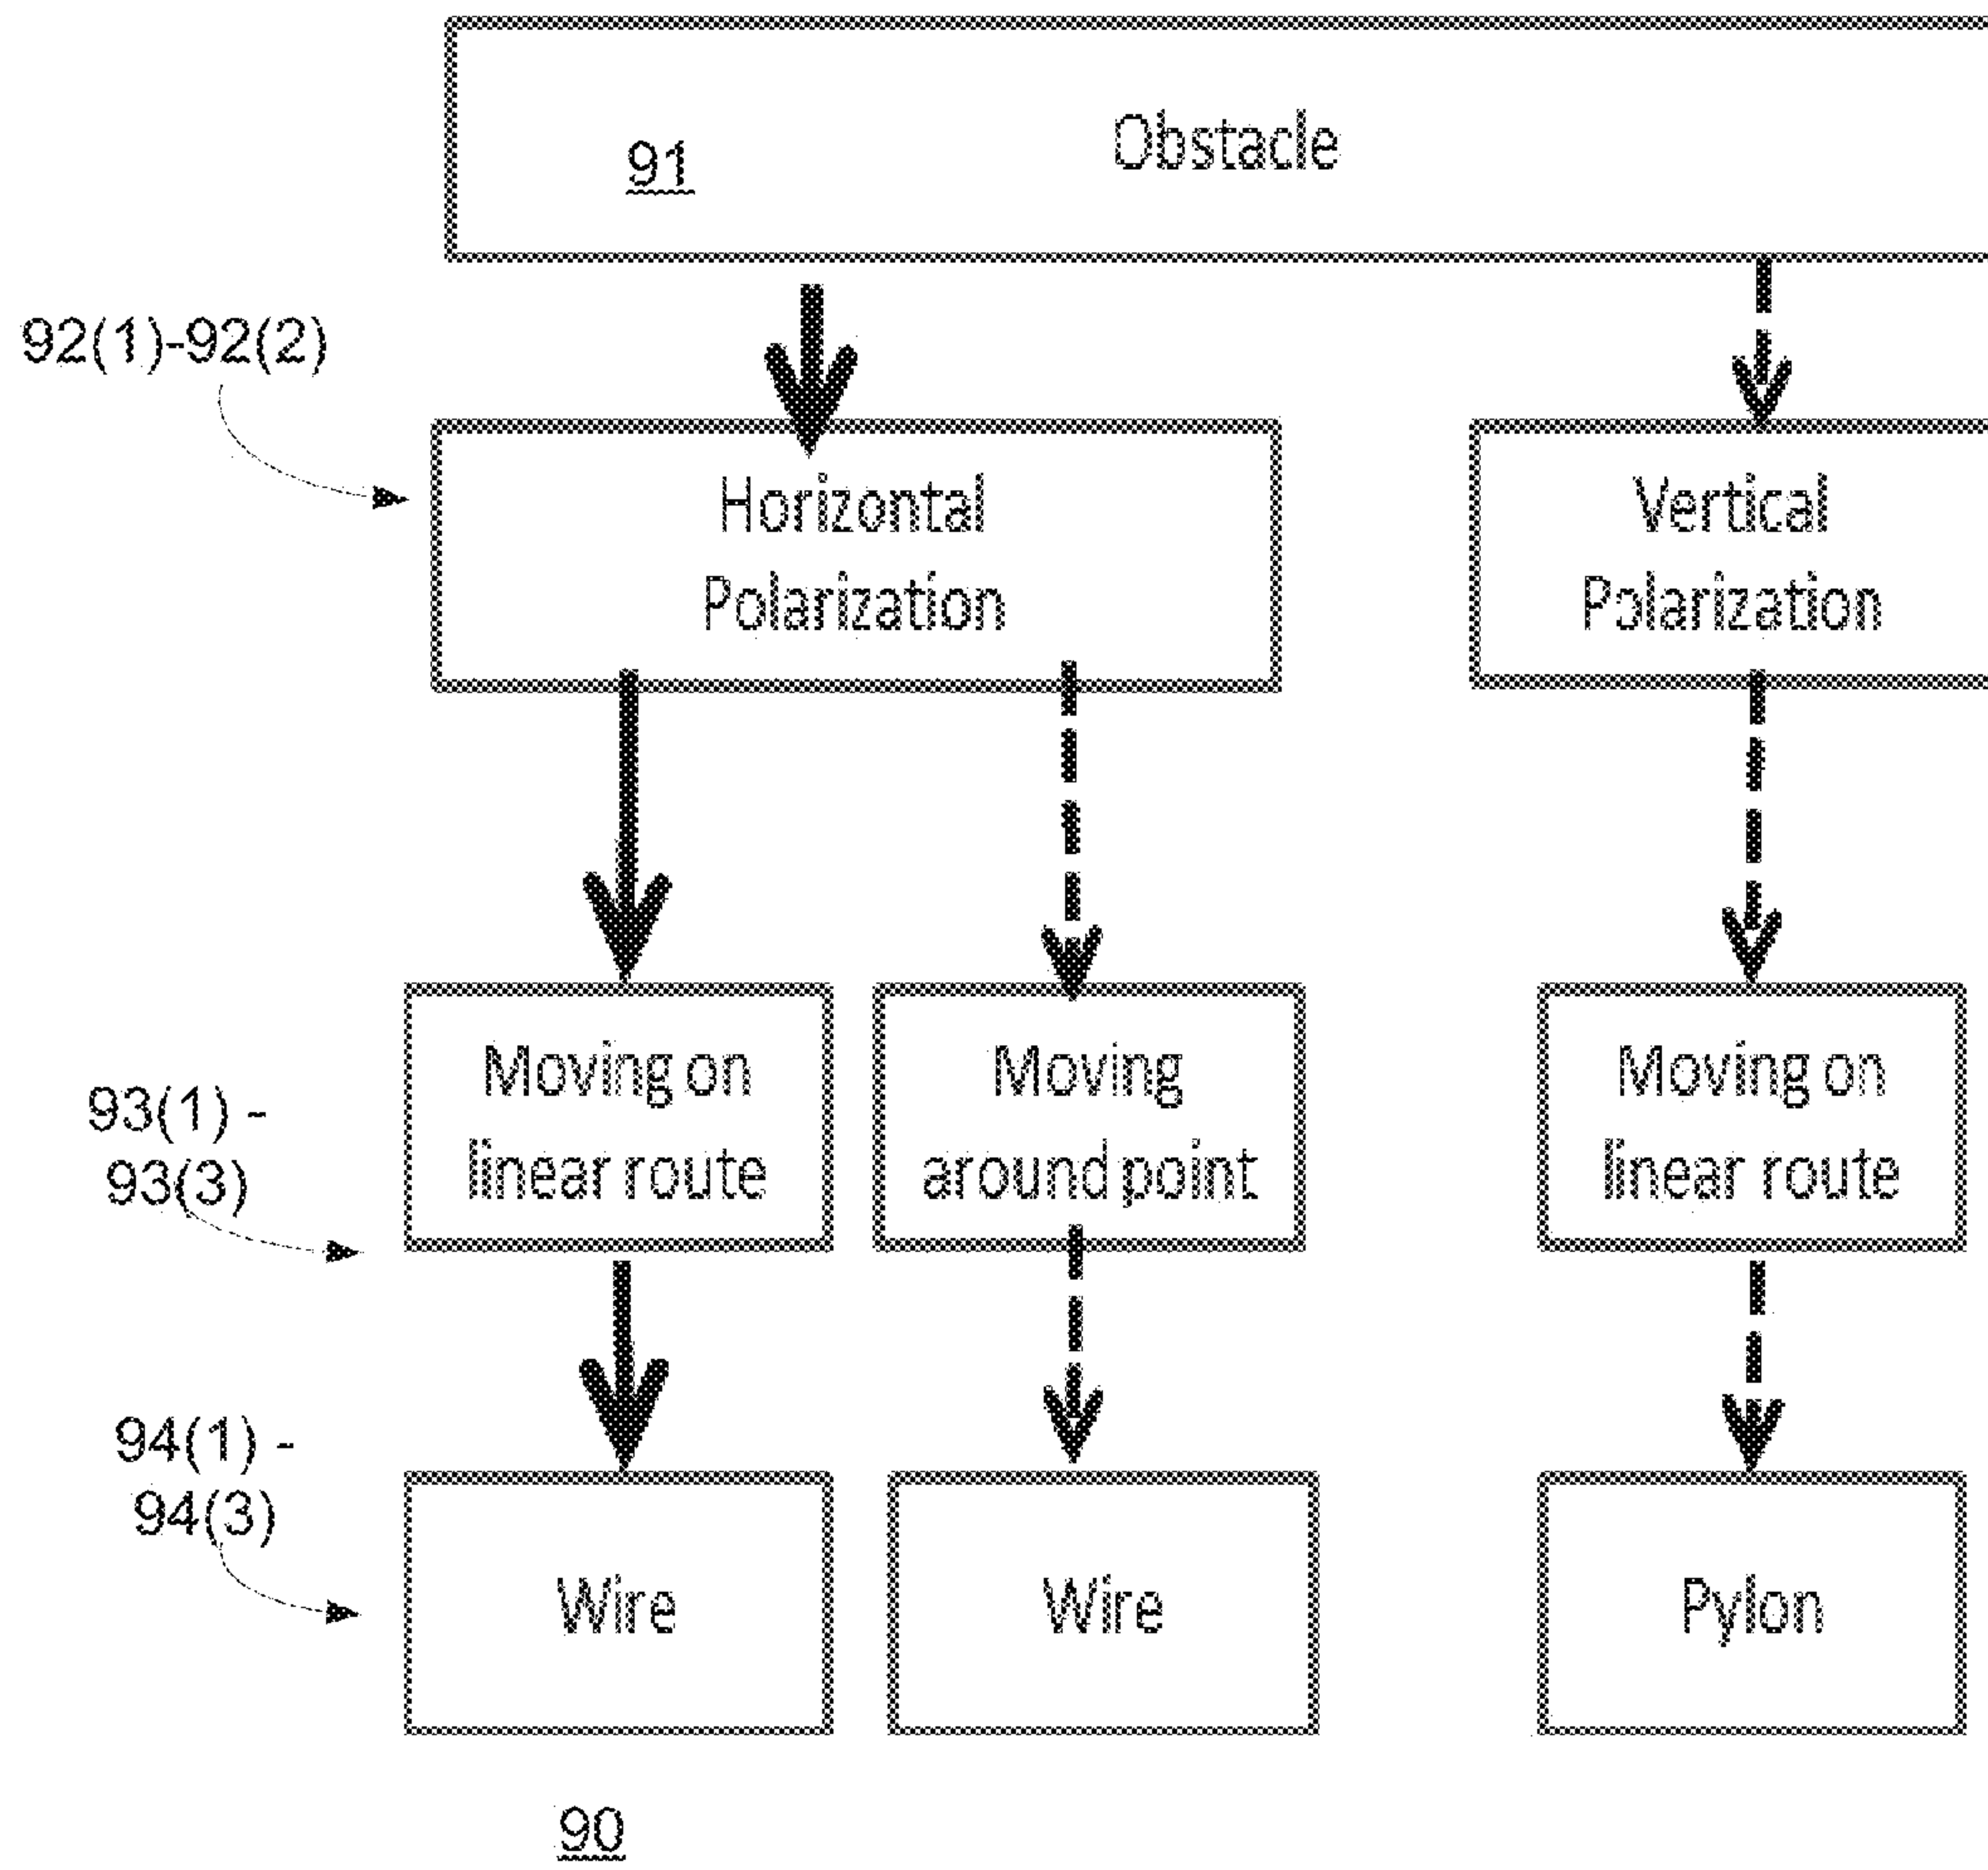 91
Obstacle
92(1)-92(2)
Horizontal
Polarization
Vertical
Polarization
93(1) -
93(3)
Moving on
linear route
Moving
around point
Moving on
linear route
94(1) -
94(3)
Wire
Wire
Pylon
90